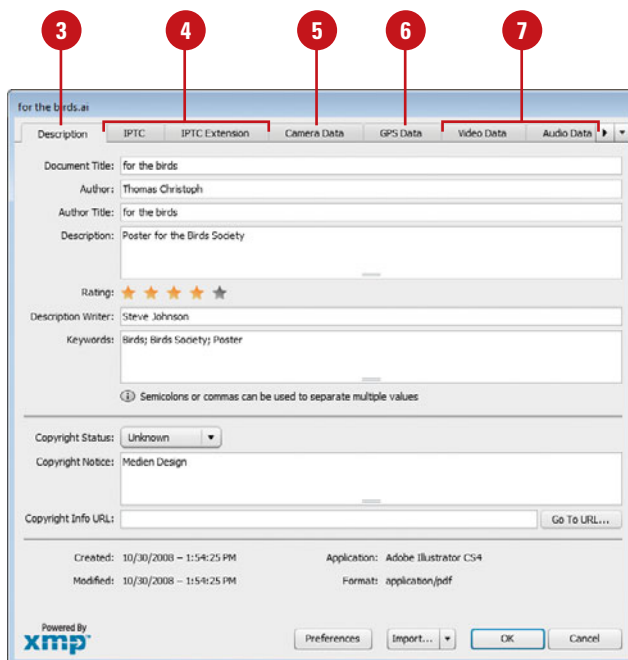 3 4 5 6 7
for the birds.ai
Description IPTC IPTC Extension Camera Data GPS Data Video Data Audio Data
Document Title: for the birds
Author: Thomas Christoph
Author Title: for the birds
Description: Poster for the Birds Society
Rating:
Description Writer: Steve Johnson
Keywords: Birds; Birds Society; Poster
Semicolons or commas can be used to separate multiple values
Copyright Status: Unknown
Copyright Notice: Medien Design
Copyright Info URL: Go To URL...
Created: 10/30/2008 – 1:54:25 PM Application: Adobe Illustrator CS4
Modified: 10/30/2008 – 1:54:25 PM Format: application/pdf
Powered By
xmp Preferences Import... OK Cancel